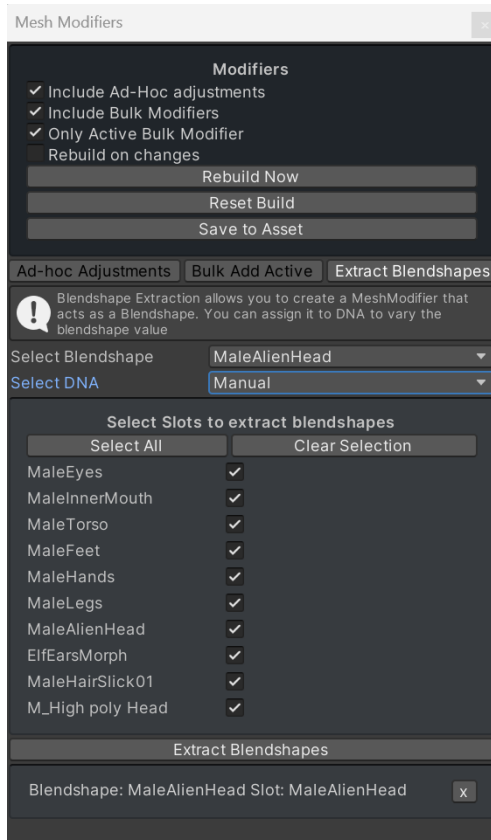 Mesh Modifiers
x
Modifiers
Include Ad-Hoc adjustments
Include Bulk Modifiers
Only Active Bulk Modifier
Rebuild on changes
Rebuild Now
Reset Build
Save to Asset
Ad-hoc Adjustments Bulk Add Active Extract Blendshapes
Blendshape Extraction allows you to create a MeshModifier that
acts as a Blendshape. You can assign it to DNA to vary the
blendshape value
Select Blendshape MaleAlienHead
Select DNA Manual
Select Slots to extract blendshapes
Select All Clear Selection
MaleEyes
MaleInnerMouth
MaleTorso
MaleFeet
MaleHands
MaleLegs
MaleAlienHead
ElfEarsMorph
MaleHairSlick01
M_High poly Head
Extract Blendshapes
Blendshape: MaleAlienHead Slot: MaleAlienHead x